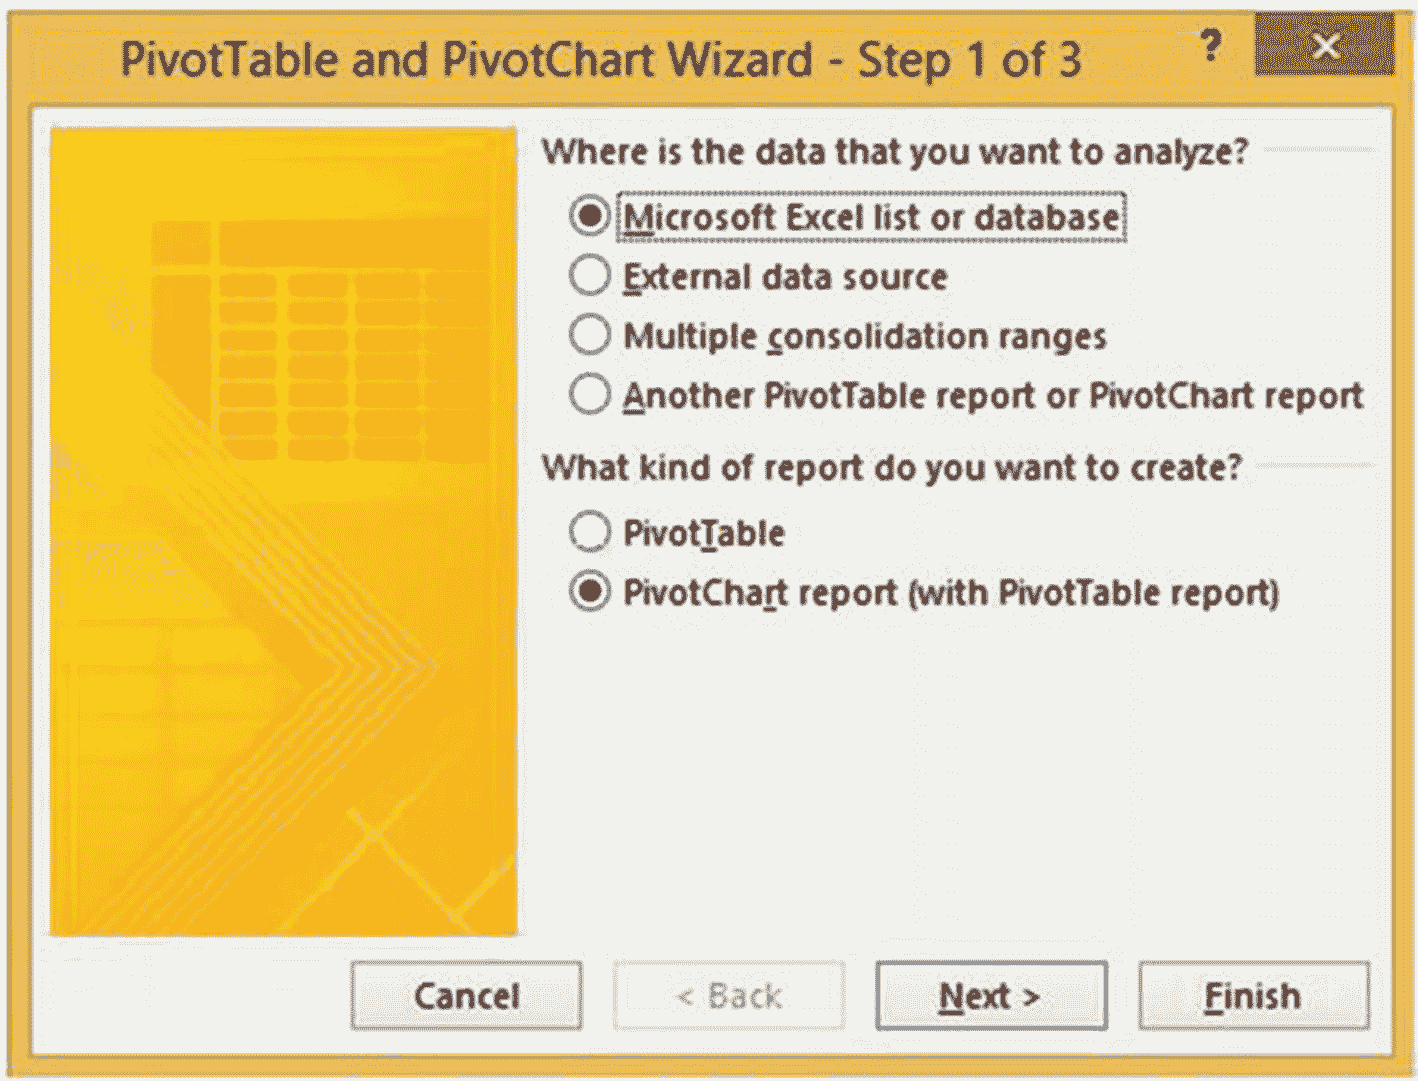 PivotTable and PivotChart Wizard - Step 1 of 3
?
Where is the data that you want to analyze?
Microsoft Excel list or database
External data source
Multiple consolidation ranges
Another PivotTable report or PivotChart report
What kind of report do you want to create?
PivotTable
PivotChart report (with PivotTable report)
Cancel
< Back
Next >
Finish